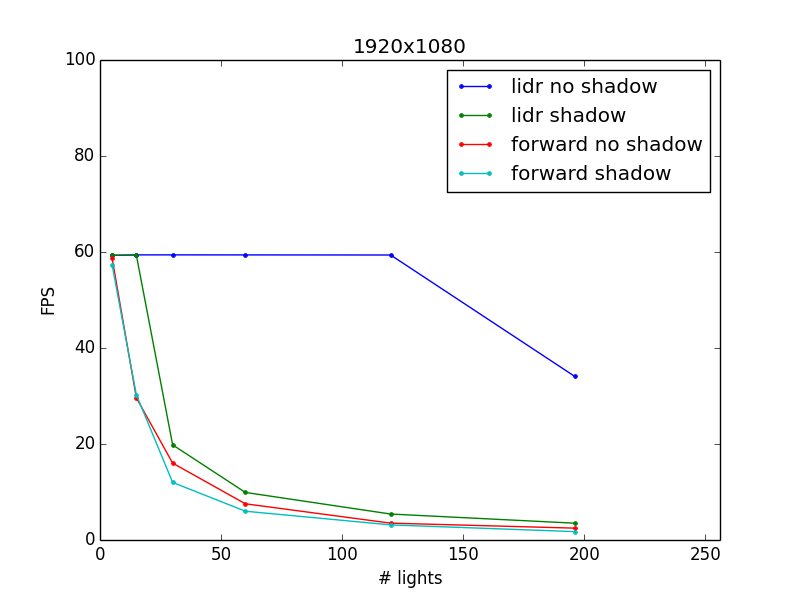 1920x1080
100
80
60
40
20
0
FPS
lidr no shadow
lidr shadow
forward no shadow
forward shadow
0 50 100 150 200 250
# lights